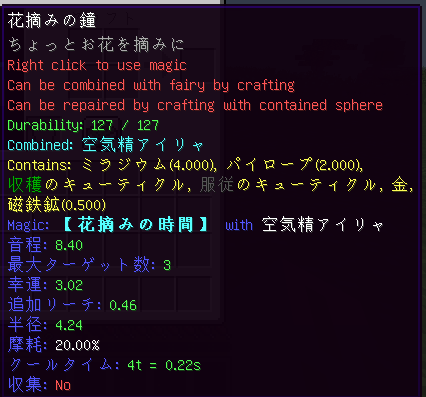 花摘みの鐘
ちょっとお花を摘みに
Right click to use magic
Can be combined with fairy by crafting
Can be repaired by crafting with contained sphere
Durability: 127 / 127
Combined: 空気精アイリャ
Contains: ミラジウム(4.000), パイロープ(2.000),
収穫のキューティクル, 服従のキューティクル, 金,
磁鉄鉱(0.500)
Magic: 【花摘みの時間】 with 空気精アイリャ
音程: 8.40
最大ターゲット数: 3
幸運: 3.02
追加リーチ: 0.46
半径: 4.24
摩耗: 20.00%
クールタイム: 4t = 0.22s
収集: No